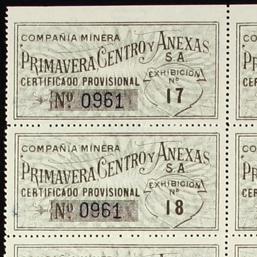 COMPAÑIA MINERA
PRIMAVERA CENTRO Y ANEXAS
S.A
CERTIFICADO PROVISIONAL
EXHIBICION
Nº
Nº 0961
17
COMPAÑIA MINERA
PRIMAVERA CENTRO Y ANEXAS
S.A
CERTIFICADO PROVISIONAL
EXHIBICION
Nº
Nº 0961
18